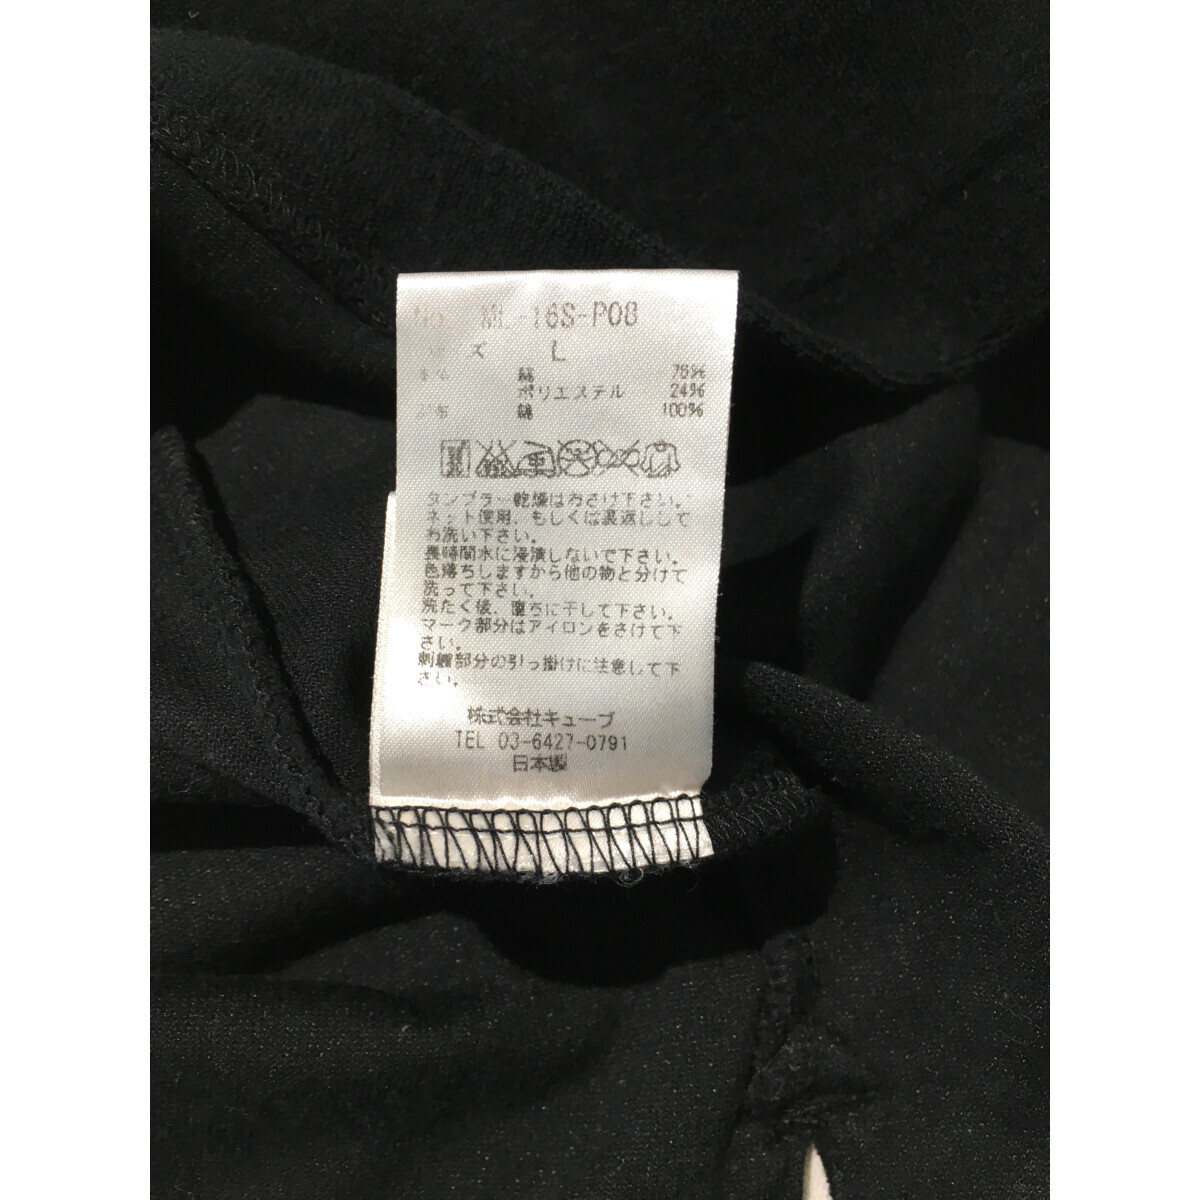 No. ML-16S-P08
ズ L
綿 76%
ポリエステル 24%
布 綿 100%
タンブラー乾燥はおさけ下さい。
ネット使用、もしくは裏返しして
お洗い下さい。
長時間水に浸漬しないで下さい。
色落ちしますから他の物と分けて
洗って下さい。
洗たく後、直ちに干して下さい。
マーク部分はアイロンをさけて下
さい。
刺繍部分の引っ掛けに注意して下
さい。
株式会社キューブ
TEL 03-6427-0791
日本製